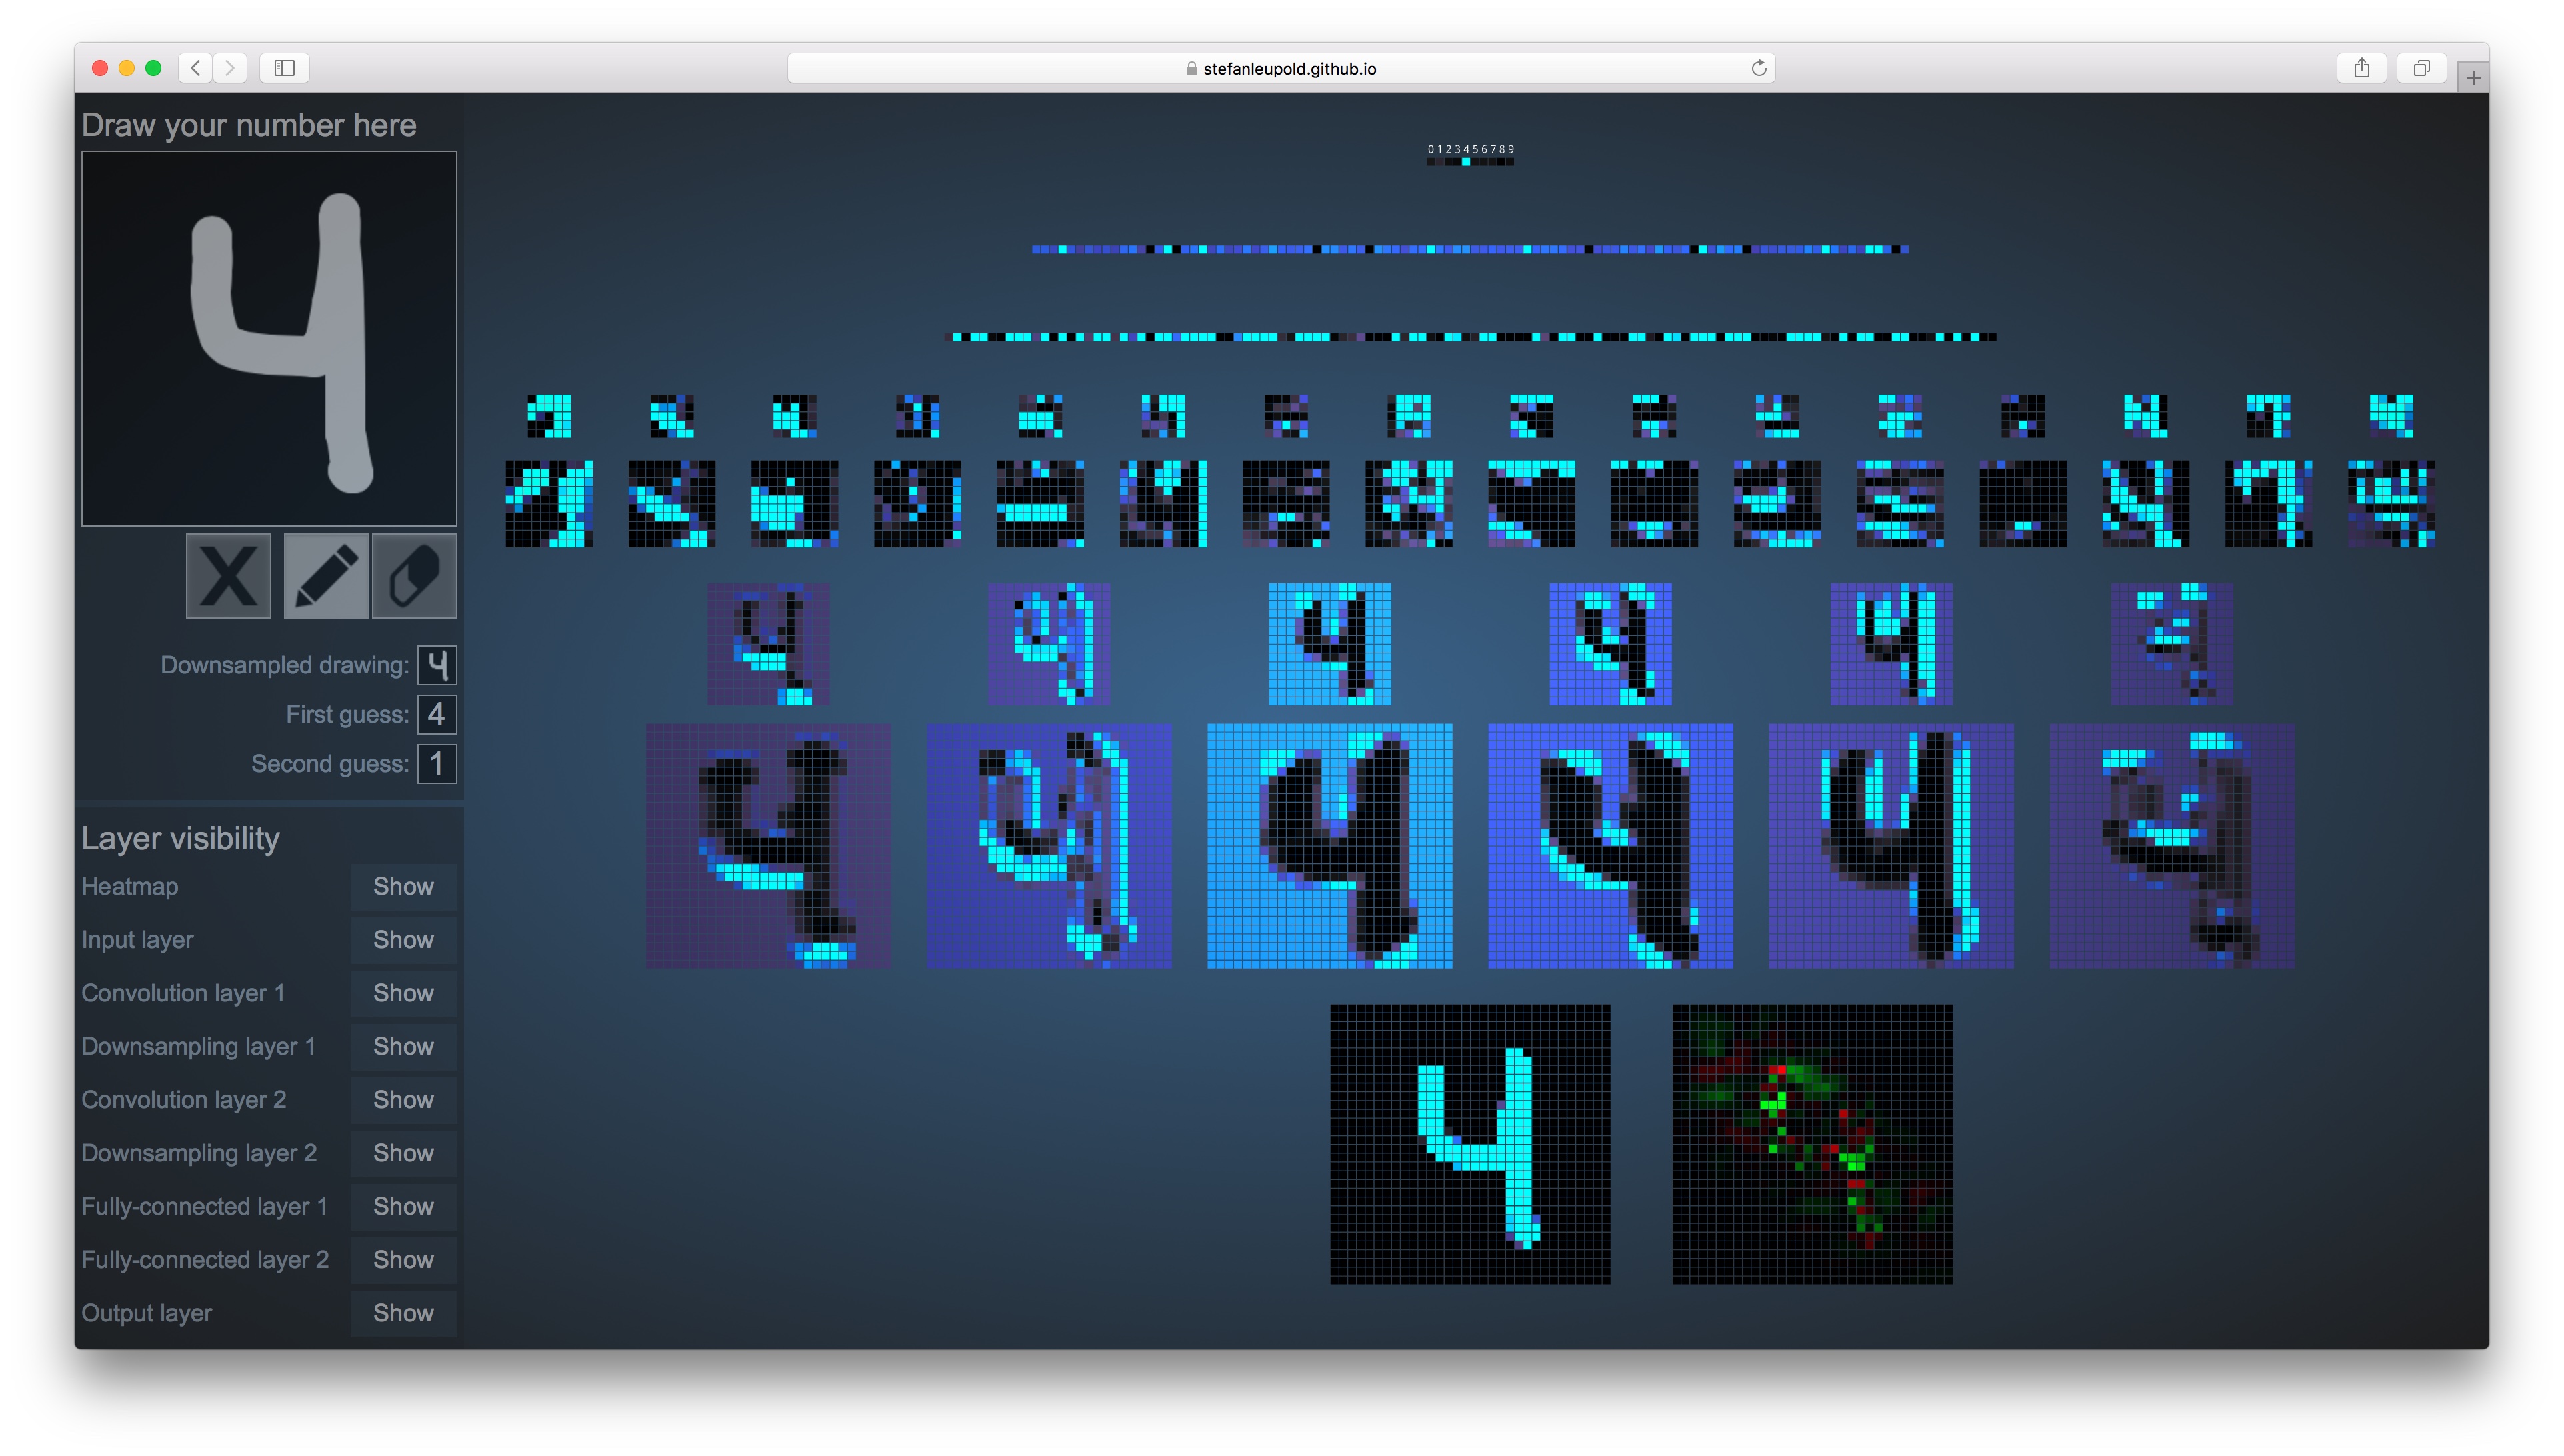 stefanleupold.github.io
Draw your number here
4
X
Downsampled drawing: 4
First guess: 4
Second guess: 1
Layer visibility
Heatmap Show
Input layer Show
Convolution layer 1 Show
Downsampling layer 1 Show
Convolution layer 2 Show
Downsampling layer 2 Show
Fully-connected layer 1 Show
Fully-connected layer 2 Show
Output layer Show
0 1 2 3 4 5 6 7 8 9
4